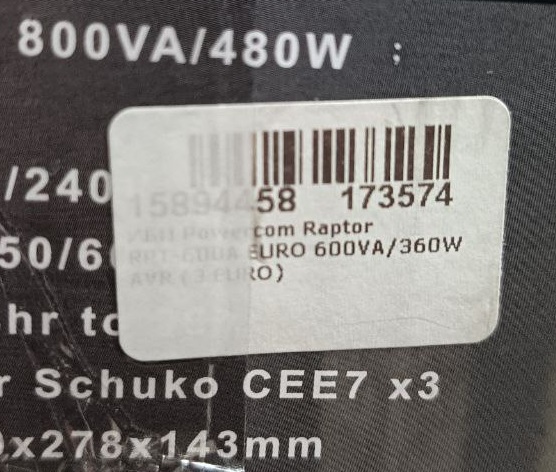 800VA/480W ;
/240
15894458 173574
ИБП Powercom Raptor
50/6
RPT-600A EURO 600VA/360W
AVR ( 3 EURO)
hr to
r Schuko CEE7 x3
x278x143mm